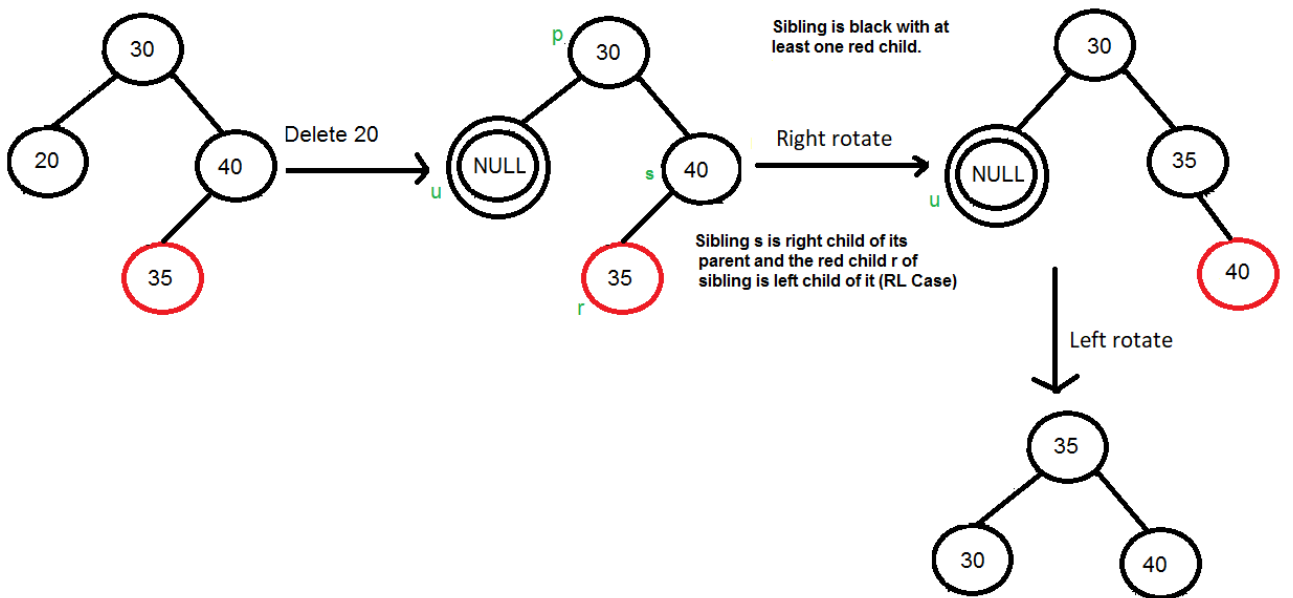 30
20
40
35
Delete 20
p
30
NULL
u
s
40
35
r
Sibling is black with at
least one red child.
Right rotate
Sibling s is right child of its
parent and the red child r of
sibling is left child of it (RL Case)
30
NULL
u
35
40
Left rotate
35
30
40